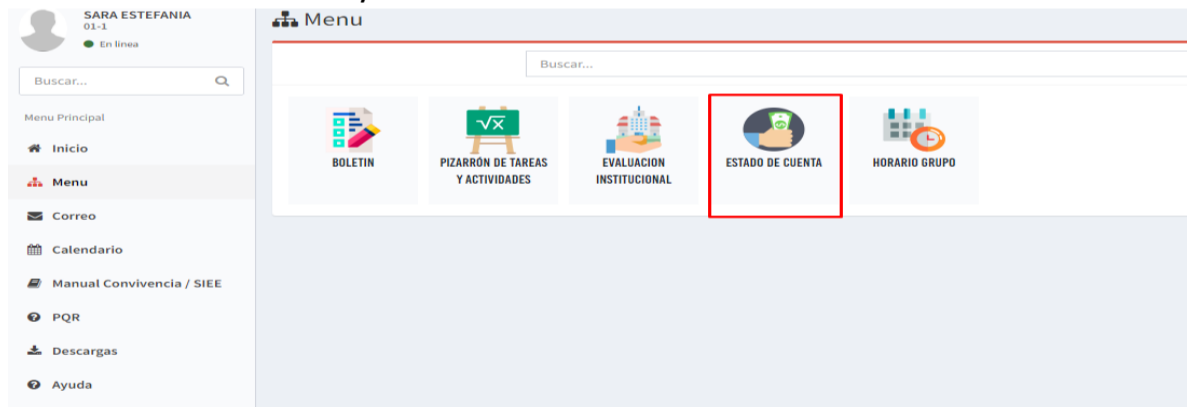 SARA ESTEFANIA
01-1
En linea
Buscar...
Menu Principal
Inicio
Menu
Correo
Calendario
Manual Convivencia / SIEE
PQR
Descargas
Ayuda
Menu
Buscar...
BOLETIN
PIZARRÓN DE TAREAS
Y ACTIVIDADES
EVALUACION
INSTITUCIONAL
ESTADO DE CUENTA
HORARIO GRUPO